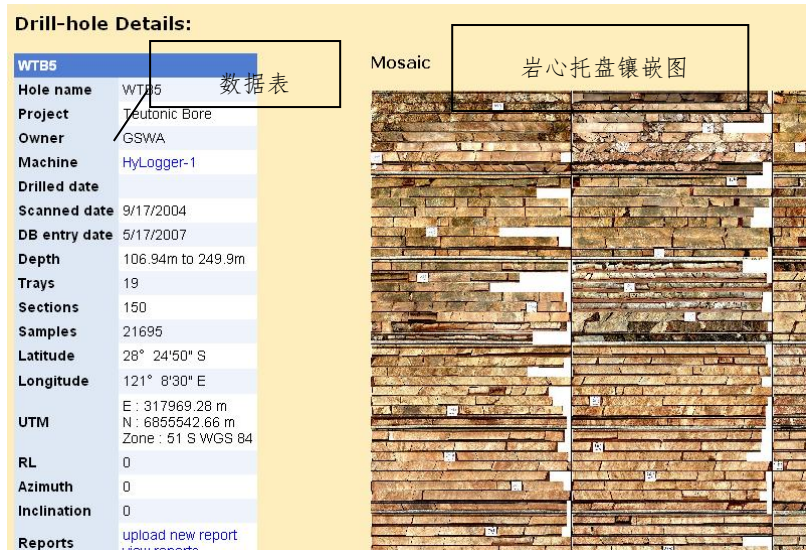 Drill-hole Details:
WTB5
数据表
Mosaic
岩心托盘镶嵌图
Hole name WTB5
Project Teutonic Bore
Owner GSWA
Machine HyLogger-1
Drilled date
Scanned date 9/17/2004
DB entry date 5/17/2007
Depth 106.94m to 249.9m
Trays 19
Sections 150
Samples 21695
Latitude 28° 24'50" S
Longitude 121° 8'30" E
UTM
E : 317969.28 m
N : 6855542.66 m
Zone : 51 S WGS 84
RL 0
Azimuth 0
Inclination 0
Reports upload new report
view reports